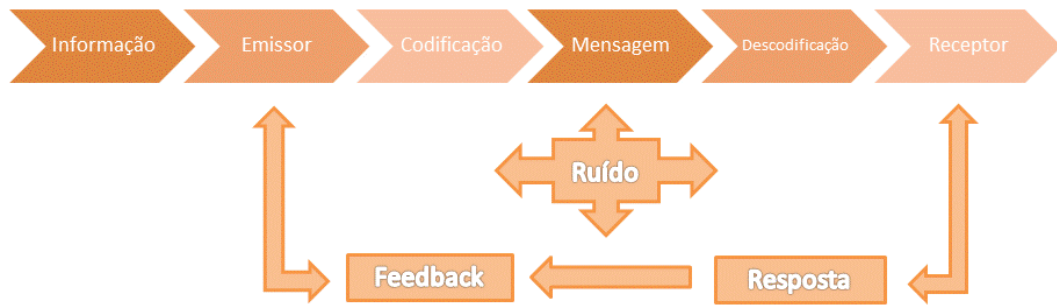 Informação
Emissor
Codificação
Mensagem
Descodificação
Receptor
Ruído
Feedback
Resposta